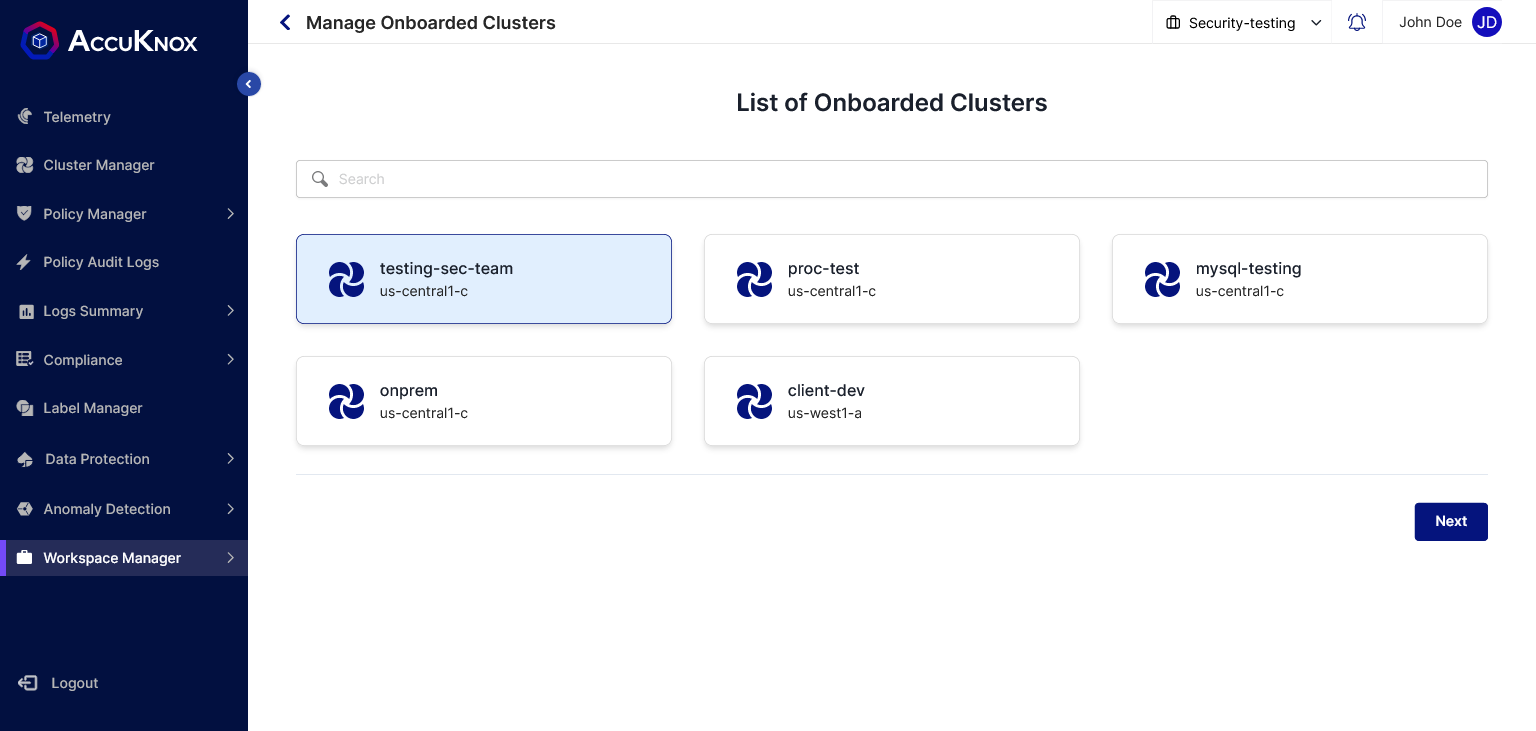 ACCUKNOX
Manage Onboarded Clusters
Security-testing
John Doe
JD
Telemetry
Cluster Manager
Policy Manager
Policy Audit Logs
Logs Summary
Compliance
Label Manager
Data Protection
Anomaly Detection
Workspace Manager
Logout
List of Onboarded Clusters
Search
testing-sec-team
us-central1-c
proc-test
us-central1-c
mysql-testing
us-central1-c
onprem
us-central1-c
client-dev
us-west1-a
Next